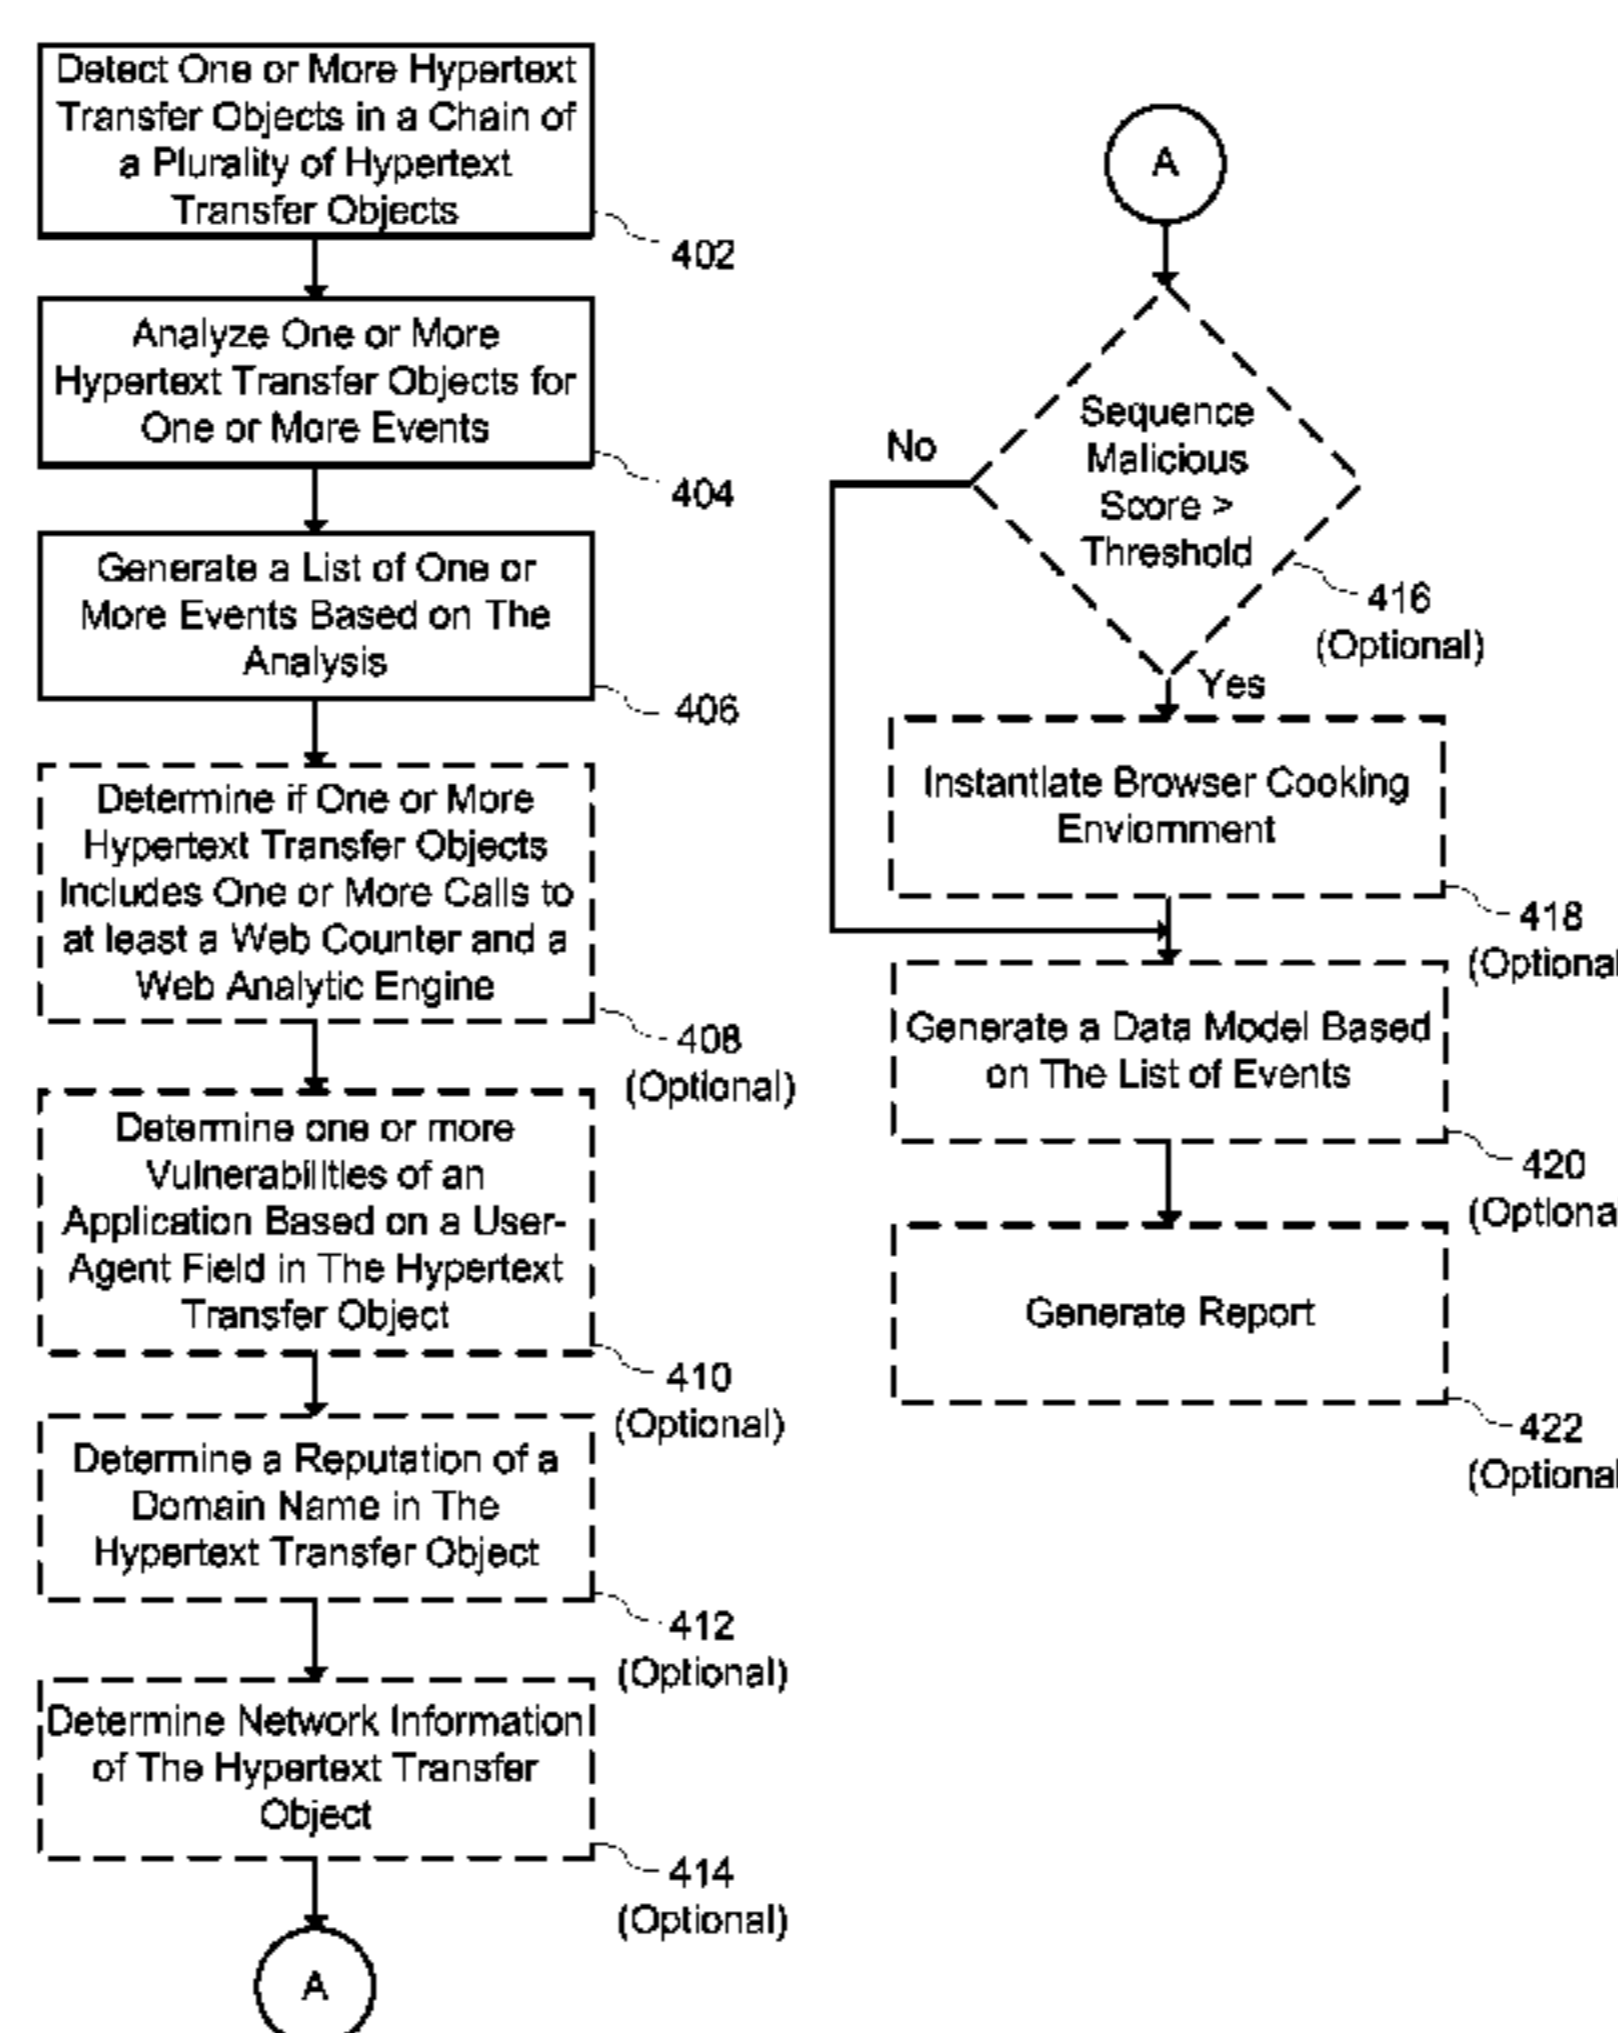 Detect One or More Hypertext
Transfer Objects in a Chain of
a Plurality of Hypertext
Transfer Objects
402
Analyze One or More
Hypertext Transfer Objects for
One or More Events
404
Generate a List of One or
More Events Based on The
Analysis
406
Determine if One or More
Hypertext Transfer Objects
Includes One or More Calls to
at least a Web Counter and a
Web Analytic Engine
408
(Optional)
Determine one or more
Vulnerabilities of an
Application Based on a User-
Agent Field in The Hypertext
Transfer Object
410
(Optional)
Determine a Reputation of a
Domain Name in The
Hypertext Transfer Object
412
(Optional)
Determine Network Information
of The Hypertext Transfer
Object
414
(Optional)
A
A
Sequence
Malicious
Score >
Threshold
No
416
(Optional)
Yes
Instantiate Browser Cooking
Enviornment
418
(Optional
Generate a Data Model Based
on The List of Events
420
(Optiona
Generate Report
422
(Optional